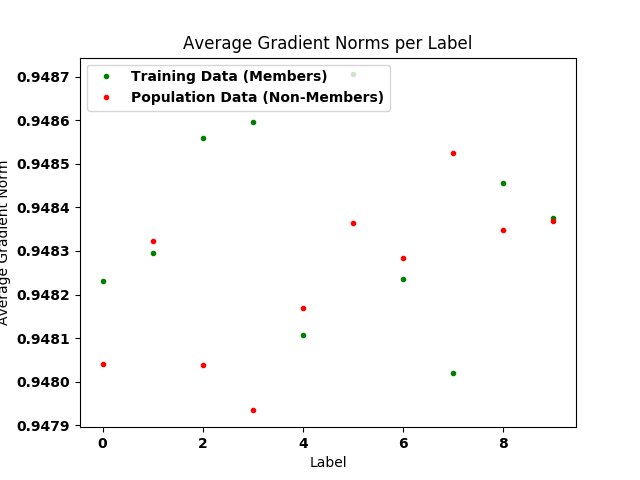 Average Gradient Norms per Label
Training Data (Members)
Population Data (Non-Members)
0.9487
0.9486
0.9485
0.9484
0.9483
0.9482
0.9481
0.9480
0.9479
Average Gradient Norm
0 2 4 6 8
Label